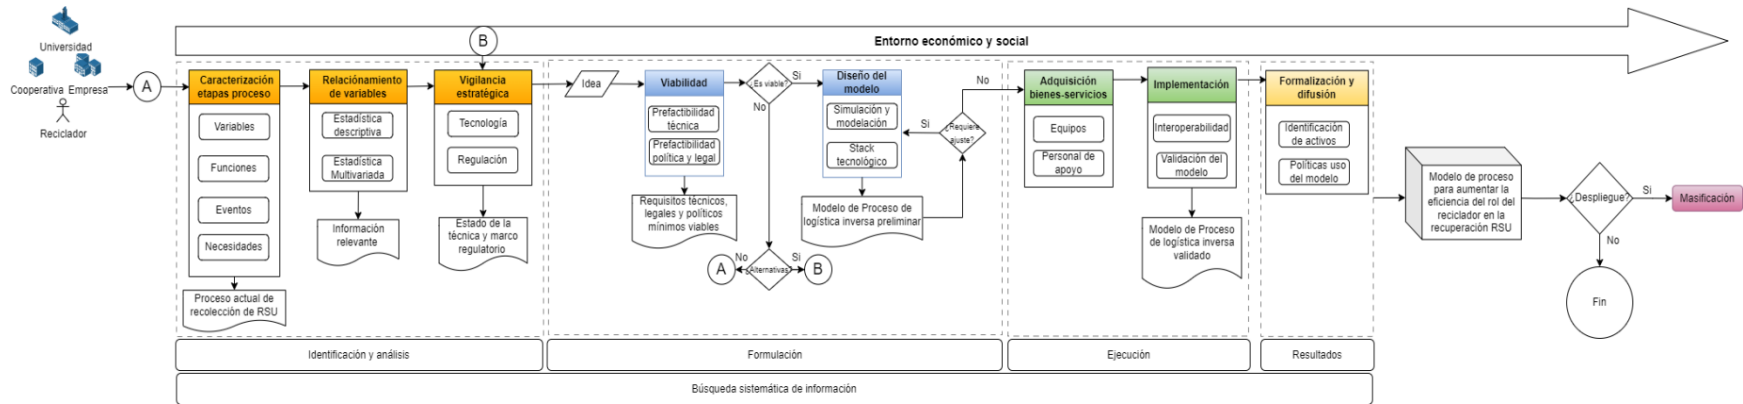 Universidad
Cooperativa Empresa
Reciclador
A
Entorno económico y social
B
Caracterización
etapas proceso
Variables
Funciones
Eventos
Necesidades
Proceso actual de
recolección de RSU
Relaciónamiento
de variables
Estadística
descriptiva
Estadística
Multivariada
Información
relevante
Vigilancia
estratégica
Tecnología
Regulación
Estado de la
técnica y marco
regulatorio
Idea
Viabilidad
Prefactibilidad
técnica
Prefactibilidad
política y legal
Requisitos técnicos,
legales y políticos
mínimos viables
¿Es viable?
Si
No
¿Alternativas?
No
Si
A
B
Diseño del
modelo
Simulación y
modelación
Stack
tecnológico
Modelo de Proceso de
logística inversa preliminar
¿Requiere
ajuste?
Si
No
Adquisición
bienes-servicios
Equipos
Personal de
apoyo
Implementación
Interoperabilidad
Validación del
modelo
Modelo de Proceso
de logística inversa
validado
Formalización y
difusión
Identificación
de activos
Políticas uso
del modelo
Modelo de proceso
para aumentar la
eficiencia del rol del
reciclador en la
recuperación RSU
¿Despliegue?
Si
Masificación
No
Fin
Identificación y análisis
Formulación
Ejecución
Resultados
Búsqueda sistemática de información